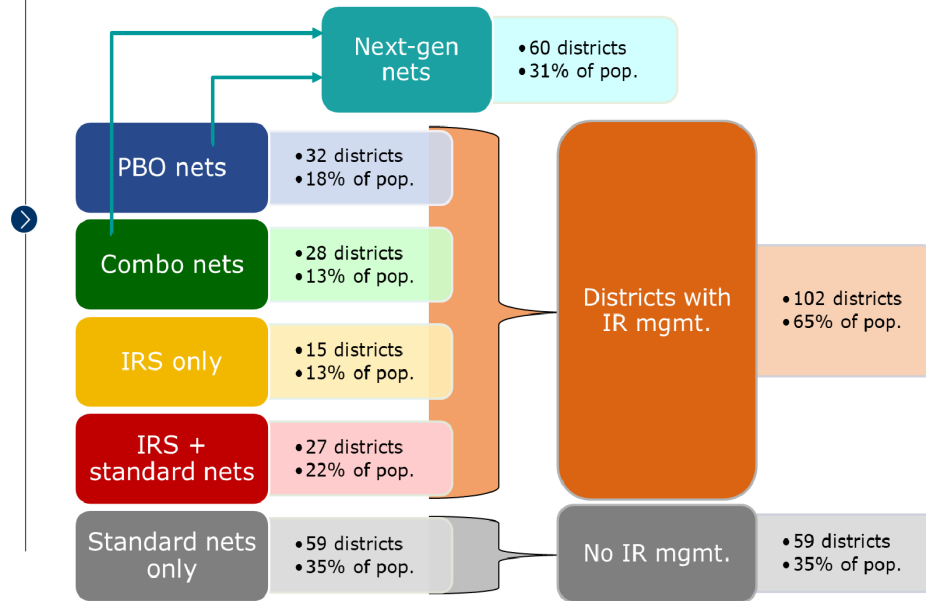 Next-gen
nets
• 60 districts
• 31% of pop.
PBO nets
• 32 districts
• 18% of pop.
Combo nets
• 28 districts
• 13% of pop.
IRS only
• 15 districts
• 13% of pop.
IRS +
standard nets
• 27 districts
• 22% of pop.
Districts with
IR mgmt.
• 102 districts
• 65% of pop.
Standard nets
only
• 59 districts
• 35% of pop.
No IR mgmt.
• 59 districts
• 35% of pop.